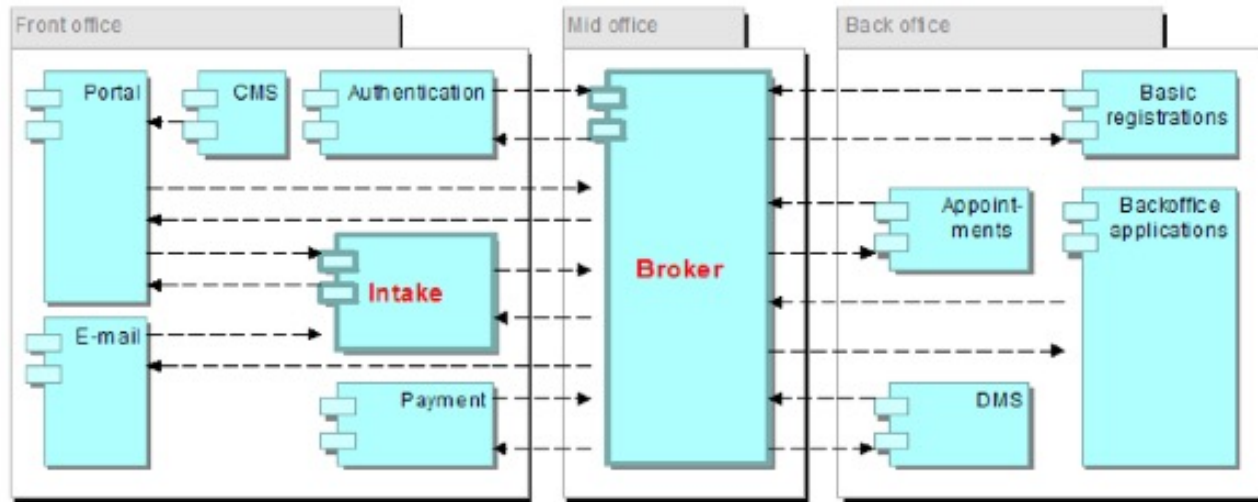 Front office
Mid office
Back office
Portal
CMS
Authentication
Basic
registrations
Appoint-
ments
Backoffice
applications
Broker
Intake
E-mail
Payment
DMS